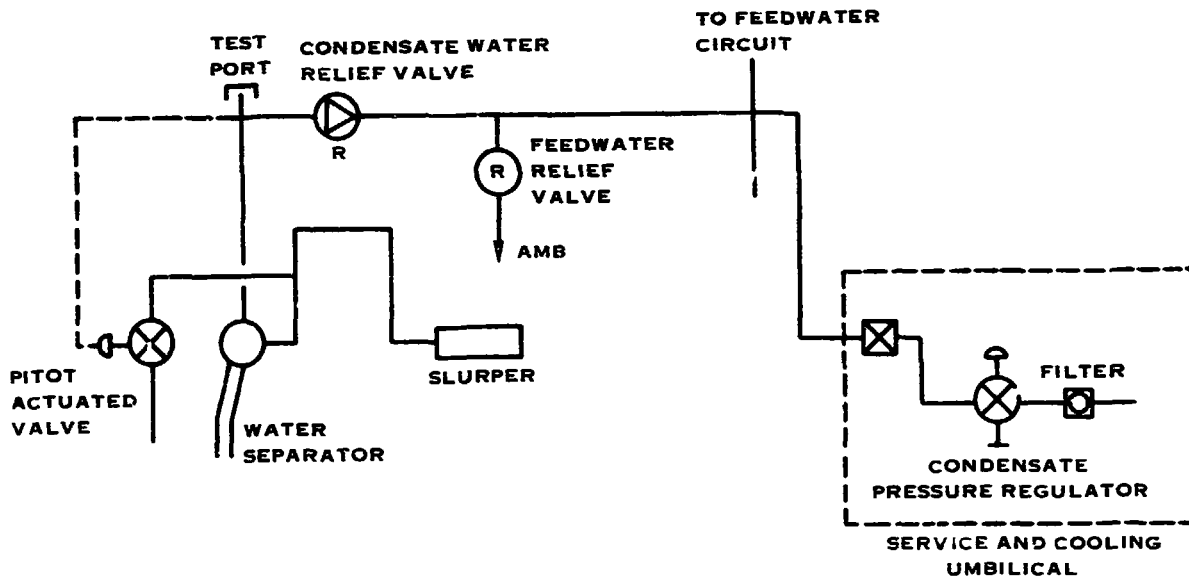 TO FEEDWATER
CIRCUIT
TEST
PORT
CONDENSATE WATER
RELIEF VALVE
R
R
FEEDWATER
RELIEF
VALVE
AMB
PITOT
ACTUATED
VALVE
WATER
SEPARATOR
SLURPER
FILTER
CONDENSATE
PRESSURE REGULATOR
SERVICE AND COOLING
UMBILICAL